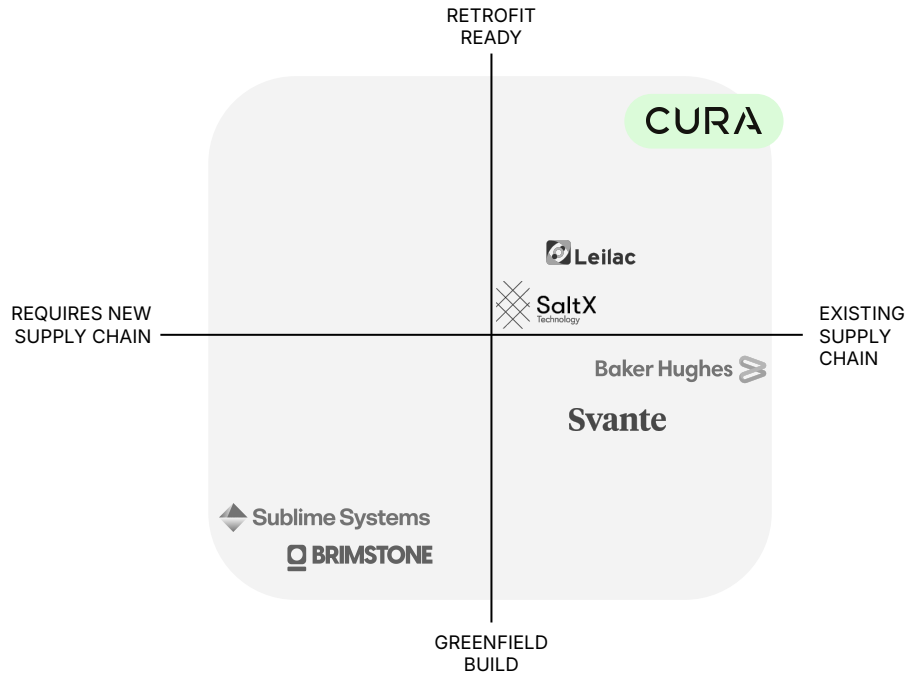 RETROFIT
READY
CURA
Leilac
SaltX
Technology
REQUIRES NEW
SUPPLY CHAIN
EXISTING
SUPPLY
CHAIN
Baker Hughes
Svante
Sublime Systems
BRIMSTONE
GREENFIELD
BUILD